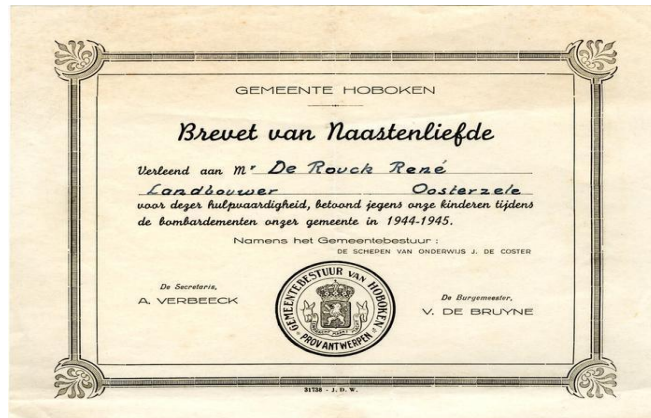 GEMEENTE HOBOKEN
Brevet van Naastenliefde
Verleend aan Mr De Rouck René
Landbouwer Oosterzele
voor dezer hulpvaardigheid, betoond jegens onze kinderen tijdens
de bombardementen onzer gemeente in 1944-1945.
Namens het Gemeentebestuur :
DE SCHEPEN VAN ONDERWIJS J. DE COSTER
De Secretaris,
A. VERBEECK
GEMEENTEBESTUUR VAN HOBOKEN
PROV ANTWERPEN
De Burgemeester,
V. DE BRUYNE
31738 - J. D. W.